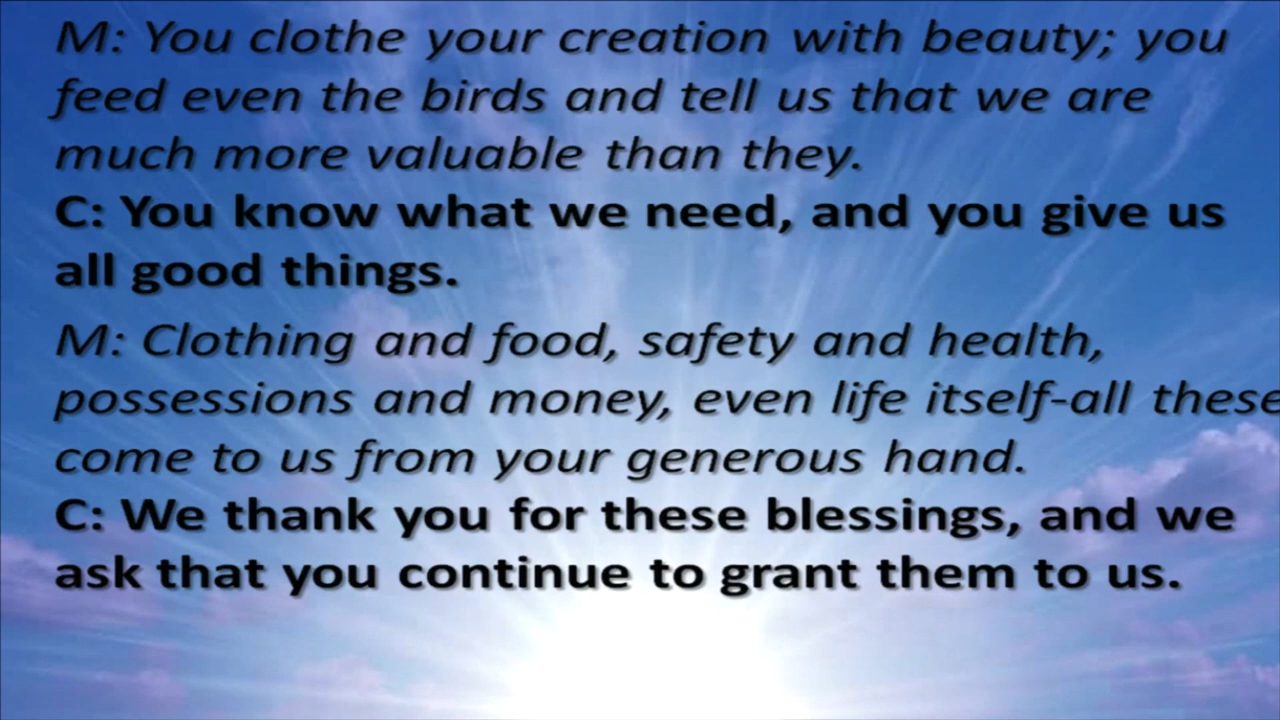 M: You clothe your creation with beauty; you
feed even the birds and tell us that we are
much more valuable than they.
C: You know what we need, and you give us
all good things.
M: Clothing and food, safety and health,
possessions and money, even life itself-all these
come to us from your generous hand.
C: We thank you for these blessings, and we
ask that you continue to grant them to us.